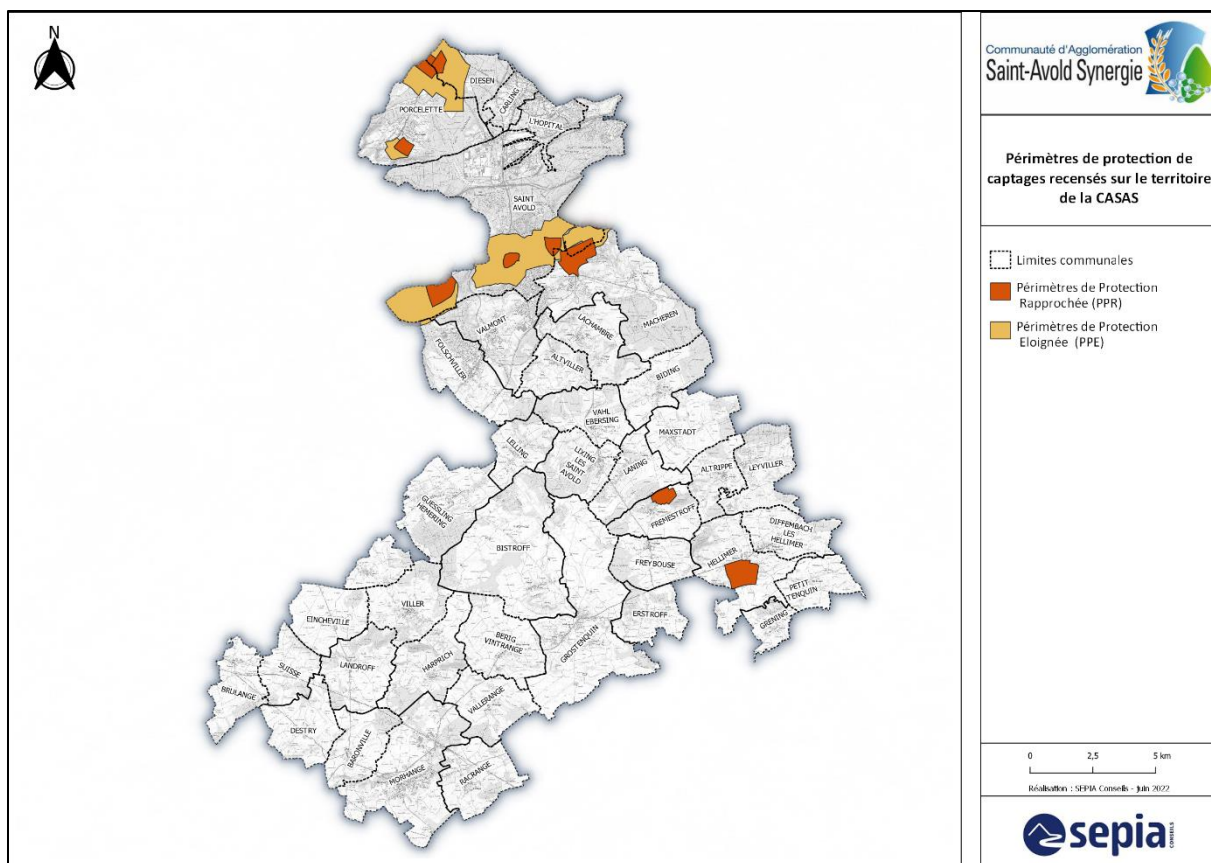 N
DIESEN
CARLING
PORCELETTE
L'HOPITAL
SAINT
AVOLD
VALMONT
LACHAMBRE
MACHEREN
FOLSCHVILLER
ALTVILLER
BIDING
VAHL
EBERSING
MAXSTADT
LELLING
LIXING
LES
SAINT
AVOLD
LANING
ALTRIPPE
LEYVILLER
GUESSLING
HEMERING
FREMESTROFF
DIFFEMBACH
LES
HELLIMER
BISTROFF
FREYBOUSE
HELLIMER
PETIT
TENQUIN
GRENING
VILLER
ERSTROFF
EINCHEVILLE
BERIG
VINTRANGE
GROSTENQUIN
SUISSE
LANDROFF
HARPRICH
BRULANGE
VALLERANGE
DESTRY
BARONVILLE
MORHANGE
RACRANGE
Communauté d'Agglomération
Saint-Avold Synergie
Périmètres de protection de
captages recensés sur le territoire
de la CASAS
Limites communales
Périmètres de Protection
Rapprochée (PPR)
Périmètres de Protection
Eloignée (PPE)
0 2,5 5 km
Réalisation : SEPIA Conseils - juin 2022
sepia CONSEILS